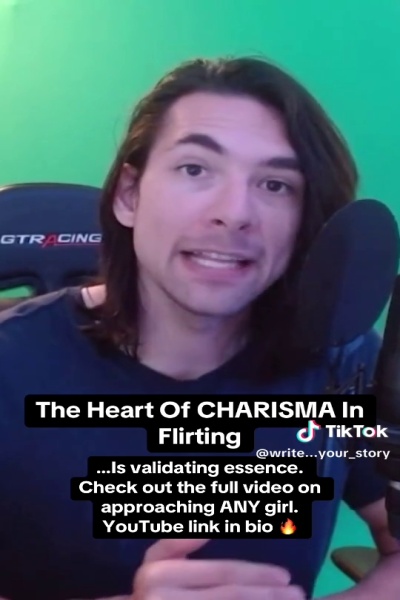 GTRACING
The Heart Of CHARISMA In
Flirting
TikTok
@write...your_story
...Is validating essence.
Check out the full video on
approaching ANY girl.
YouTube link in bio 🔥